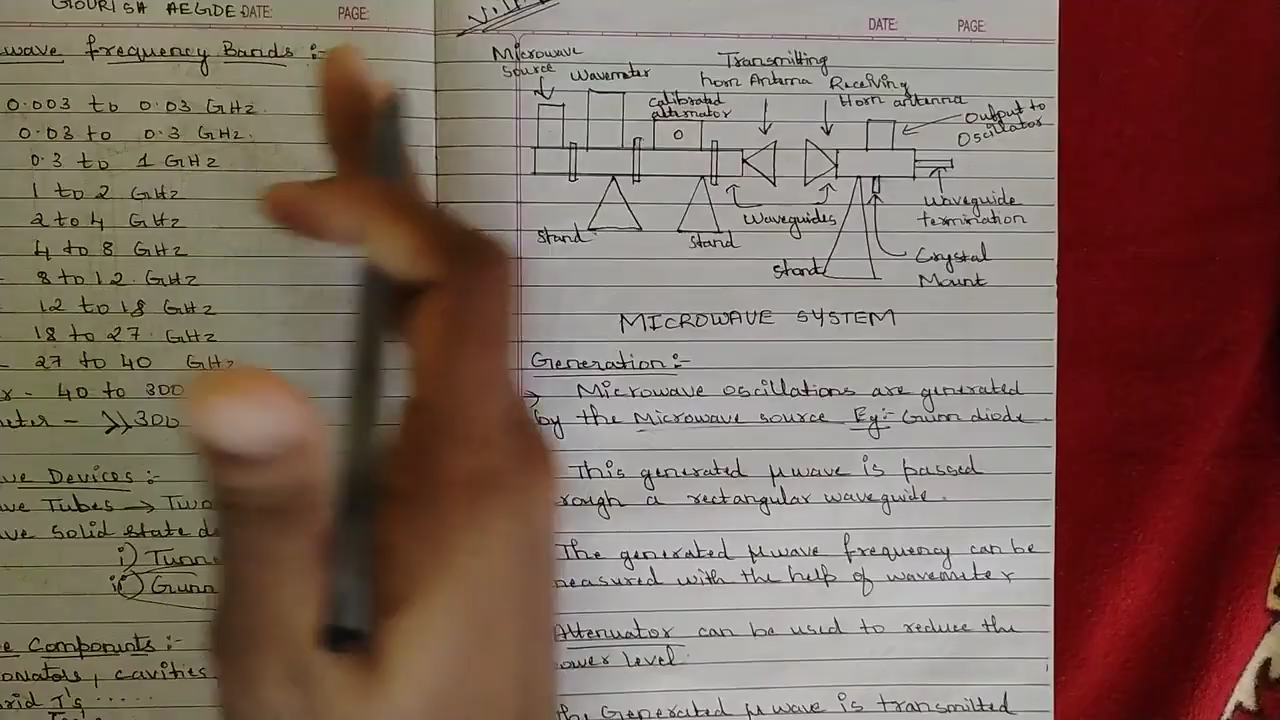 GOURISH HEGDE DATE: PAGE:
wave frequency Bands :-
0.003 to 0.03 GHz
0.03 to 0.3 GHz.
0.3 to 1 GHz
1 to 2 GHz
2 to 4 GHz
4 to 8 GHz
8 to 12. GHz
12 to 18 GHz
18 to 27. GHz
27 to 40 GHz
- 40 to 300
- >>300
Devices :-
Tubes → Two
solid state
i)
ii) Gunn
Components :-
cavities
T's ......
DATE: PAGE:
Microwave
Source
Wavemeter
calibrated
atternator
Transmitting
horn Antenna
Receiving
Horn antenna
Output to
Oscillator
Waveguides
Waveguide
termination
Stand
Stand
Stand
Crystal
Mount
MICROWAVE SYSTEM
Generation :-
→ Microwave oscillations are generated
by the Microwave source Eg:- Gunn diode
This generated μwave is passed
rough a rectangular waveguide.
The generated μwave frequency can be
measured with the help of wavemeter
Attenuator can be used to reduce the
ower level.
The Generated μwave is transmitted